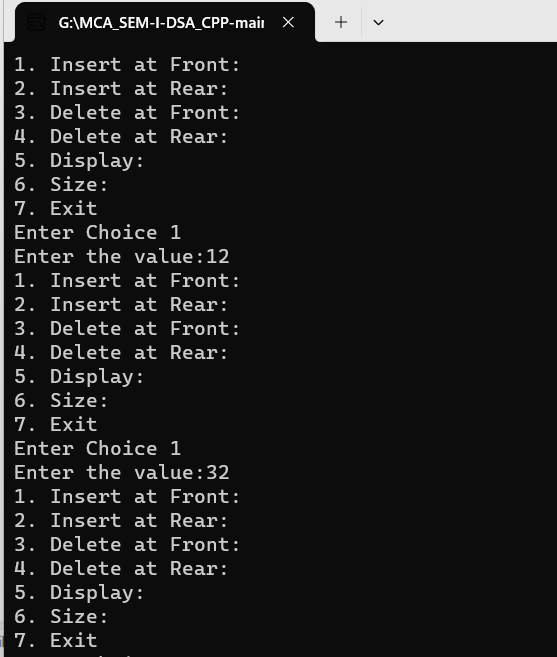 G:\MCA_SEM-I-DSA_CPP-mair
1. Insert at Front:
2. Insert at Rear:
3. Delete at Front:
4. Delete at Rear:
5. Display:
6. Size:
7. Exit
Enter Choice 1
Enter the value:12
1. Insert at Front:
2. Insert at Rear:
3. Delete at Front:
4. Delete at Rear:
5. Display:
6. Size:
7. Exit
Enter Choice 1
Enter the value:32
1. Insert at Front:
2. Insert at Rear:
3. Delete at Front:
4. Delete at Rear:
5. Display:
6. Size:
7. Exit